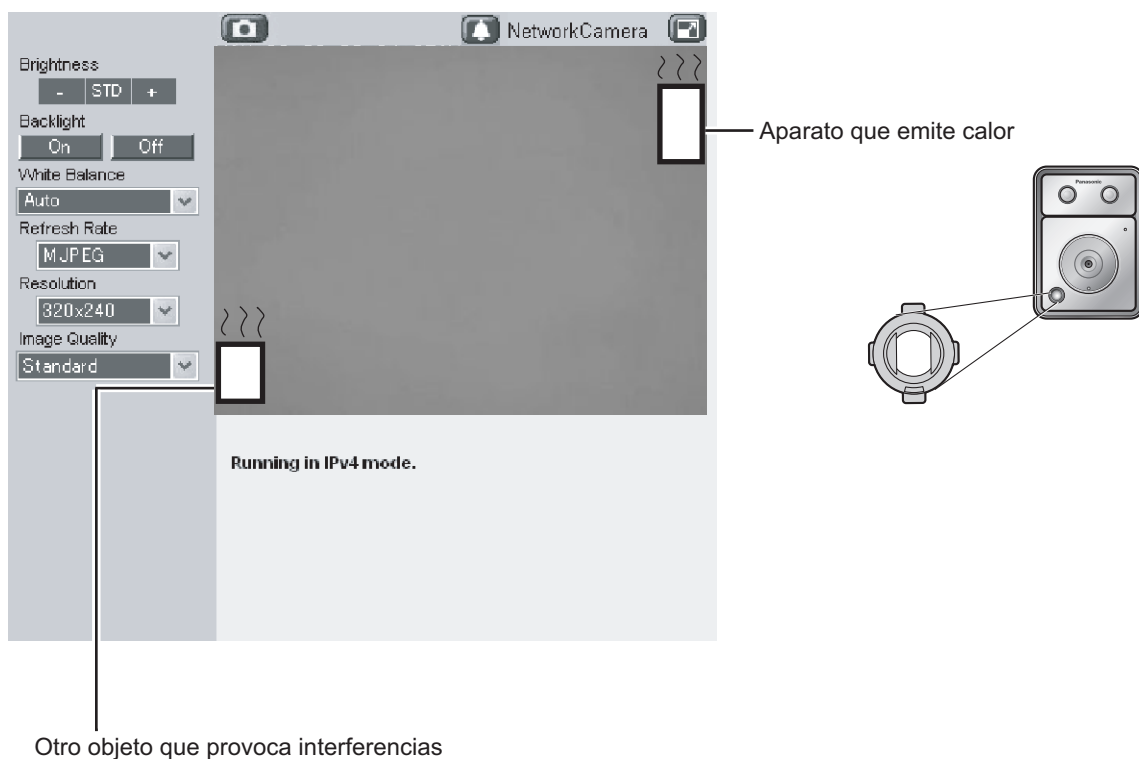 NetworkCamera
Brightness
- STD +
Backlight
On Off
White Balance
Auto
Refresh Rate
MJPEG
Resolution
320x240
Image Quality
Standard
Aparato que emite calor
Panasonic
Running in IPv4 mode.
Otro objeto que provoca interferencias